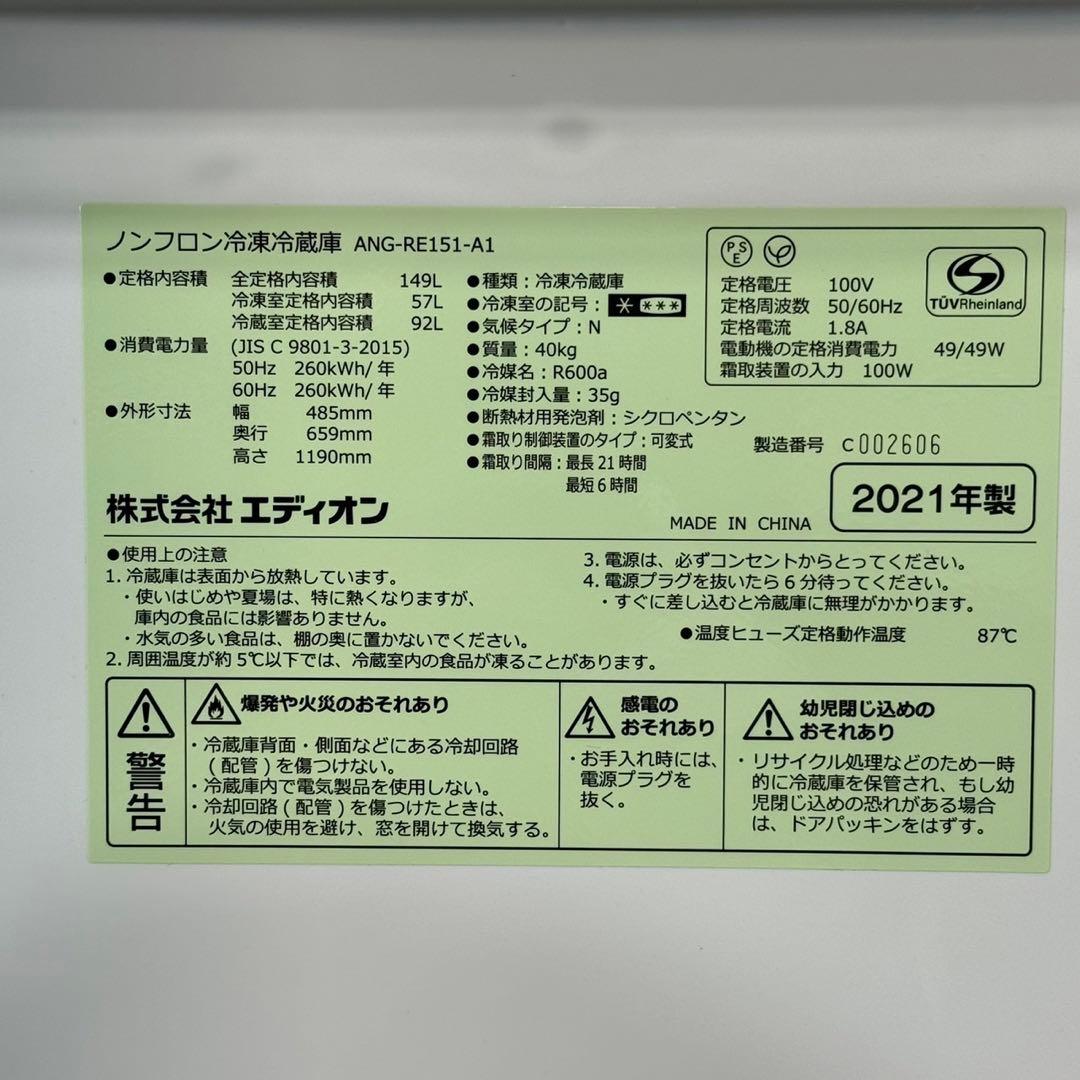 ノンフロン冷凍冷蔵庫 ANG-RE151-A1
●定格内容積 全定格内容積 149L
冷凍室定格内容積 57L
冷蔵室定格内容積 92L
●消費電力量 (JIS C 9801-3-2015)
50Hz 260kWh/年
60Hz 260kWh/年
●外形寸法 幅 485mm
奥行 659mm
高さ 1190mm
●種類：冷凍冷蔵庫
●冷凍室の記号：* ***
●気候タイプ：N
●質量：40kg
●冷媒名：R600a
●冷媒封入量：35g
●断熱材用発泡剤：シクロペンタン
●霜取り制御装置のタイプ：可変式
●霜取り間隔：最長21時間
最短6時間
PSE
定格電圧 100V
定格周波数 50/60Hz
定格電流 1.8A
電動機の定格消費電力 49/49W
霜取装置の入力 100W
TÜVRheinland
製造番号 C002606
株式会社 エディオン
MADE IN CHINA
2021年製
●使用上の注意
1. 冷蔵庫は表面から放熱しています。
・使いはじめや夏場は、特に熱くなりますが、
庫内の食品には影響ありません。
・水気の多い食品は、棚の奥に置かないでください。
2. 周囲温度が約5℃以下では、冷蔵室内の食品が凍ることがあります。
3. 電源は、必ずコンセントからとってください。
4. 電源プラグを抜いたら6分待ってください。
・すぐに差し込むと冷蔵庫に無理がかかります。
●温度ヒューズ定格動作温度 87℃
警告
爆発や火災のおそれあり
・冷蔵庫背面・側面などにある冷却回路
(配管)を傷つけない。
・冷蔵庫内で電気製品を使用しない。
・冷却回路(配管)を傷つけたときは、
火気の使用を避け、窓を開けて換気する。
感電の
おそれあり
・お手入れ時には、
電源プラグを
抜く。
幼児閉じ込めの
おそれあり
・リサイクル処理などのため一時
的に冷蔵庫を保管され、もし幼
児閉じ込めの恐れがある場合
は、ドアパッキンをはずす。